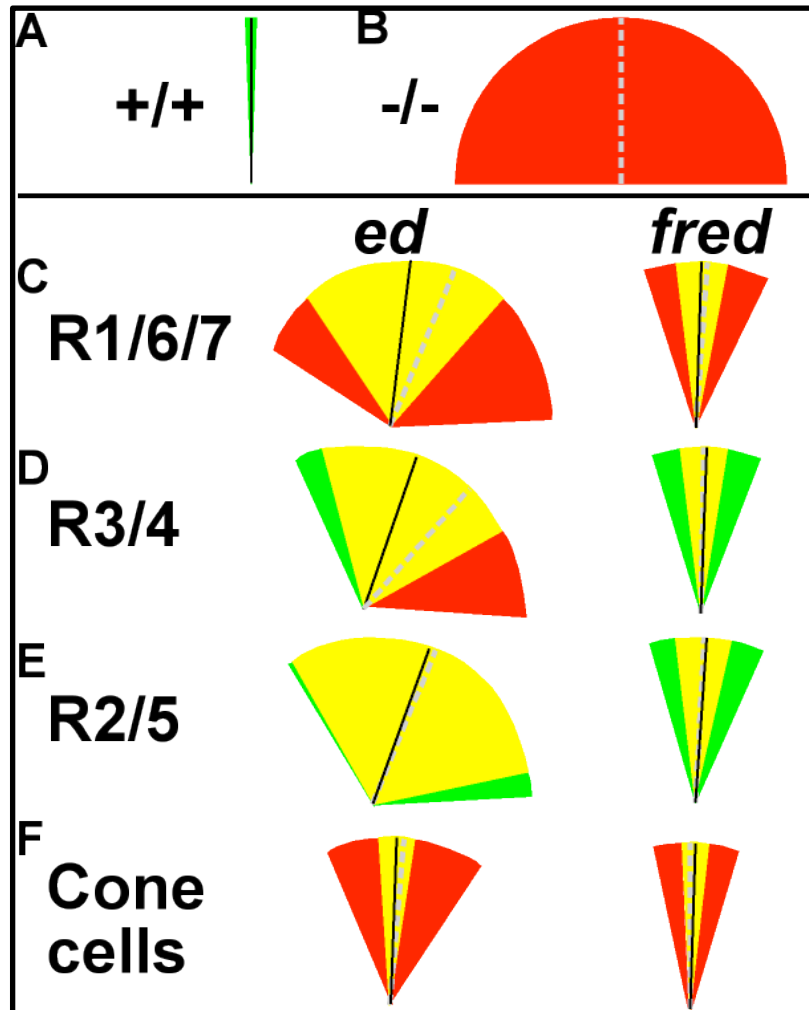 A
+/+
B
-/-
ed
fred
C
R1/6/7
D
R3/4
E
R2/5
F
Cone
cells